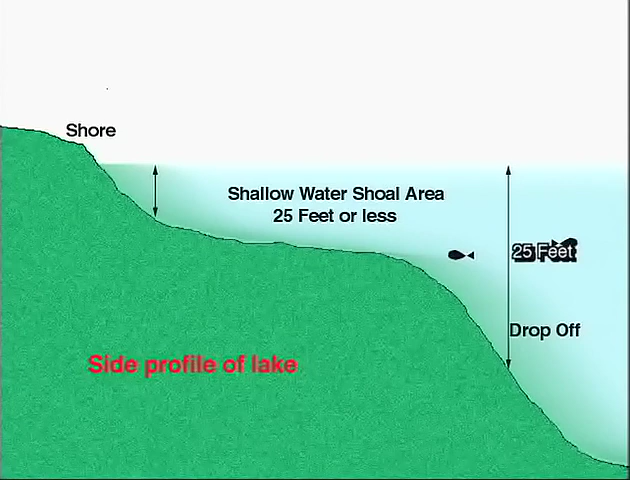 Shore
Shallow Water Shoal Area
25 Feet or less
25 Feet
Drop Off
Side profile of lake